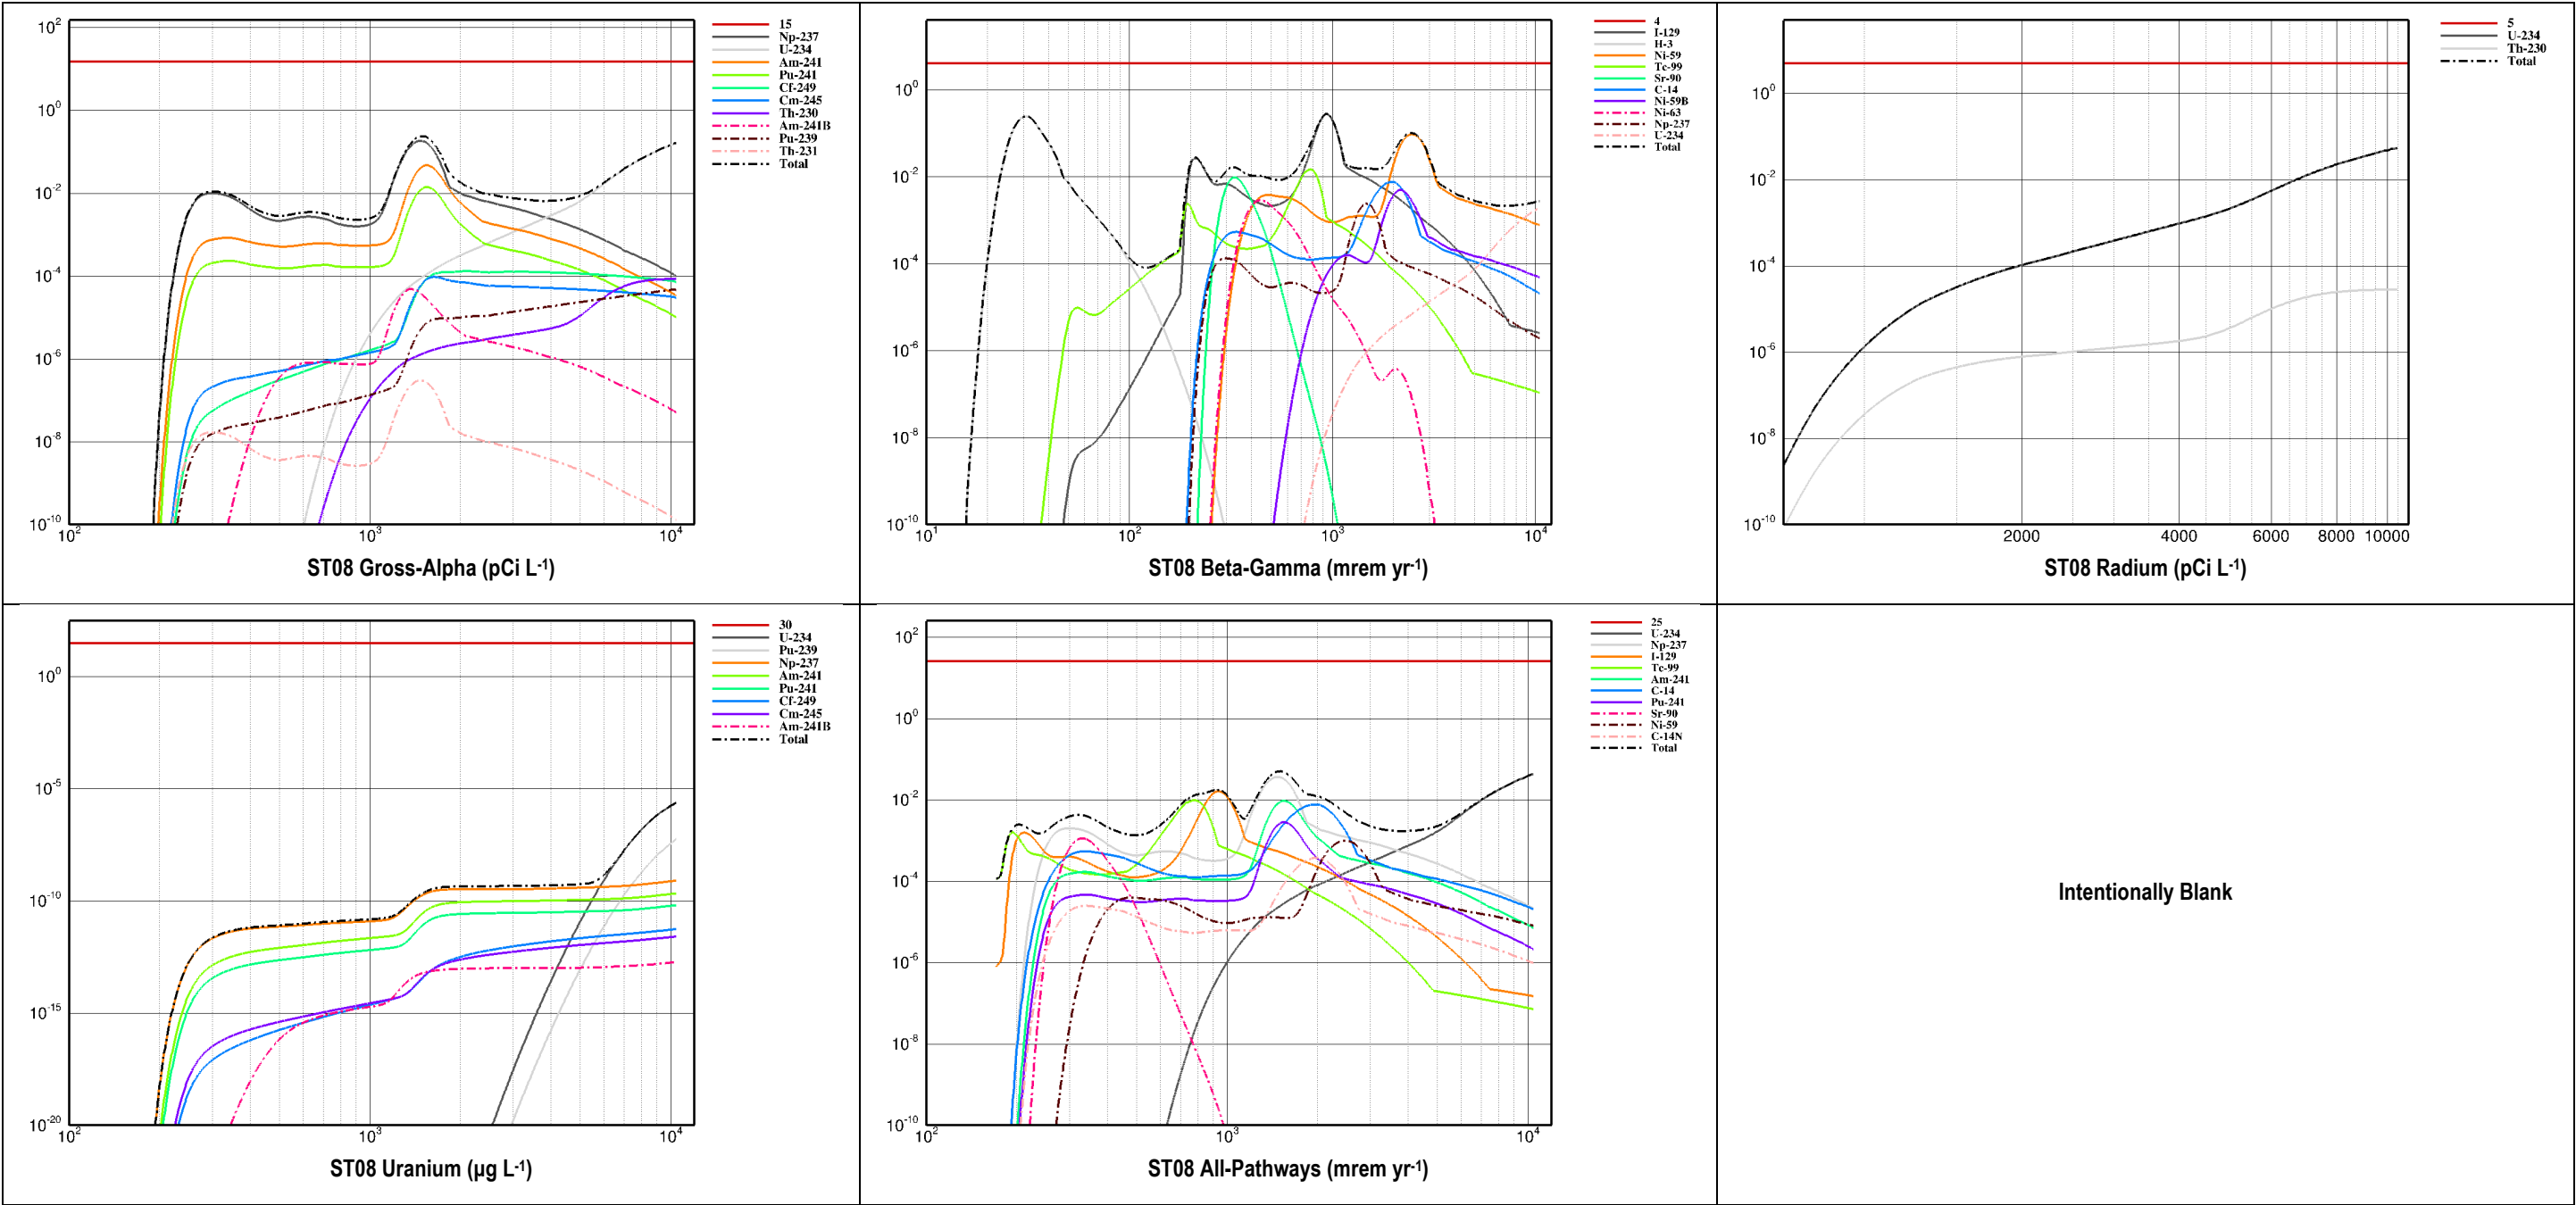 10²
10⁰
10⁻²
10⁻⁴
10⁻⁶
10⁻⁸
10⁻¹⁰
10² 10³ 10⁴
15
Np-237
U-234
Am-241
Pu-241
Cf-249
Cm-245
Th-230
Am-241B
Pu-239
Th-231
Total
ST08 Gross-Alpha (pCi L⁻¹)
10⁰
10⁻²
10⁻⁴
10⁻⁶
10⁻⁸
10⁻¹⁰
10¹ 10² 10³ 10⁴
4
I-129
H-3
Ni-59
Tc-99
Sr-90
C-14
Ni-59B
Ni-63
Np-237
U-234
Total
ST08 Beta-Gamma (mrem yr⁻¹)
10⁰
10⁻²
10⁻⁴
10⁻⁶
10⁻⁸
10⁻¹⁰
2000 4000 6000 8000 10000
5
U-234
Th-230
Total
ST08 Radium (pCi L⁻¹)
10⁰
10⁻⁵
10⁻¹⁰
10⁻¹⁵
10⁻²⁰
10² 10³ 10⁴
30
U-234
Pu-239
Np-237
Am-241
Pu-241
Cf-249
Cm-245
Am-241B
Total
ST08 Uranium (µg L⁻¹)
10²
10⁰
10⁻²
10⁻⁴
10⁻⁶
10⁻⁸
10⁻¹⁰
10² 10³ 10⁴
25
U-234
Np-237
I-129
Tc-99
Am-241
C-14
Pu-241
Sr-90
Ni-59
C-14N
Total
ST08 All-Pathways (mrem yr⁻¹)
Intentionally Blank